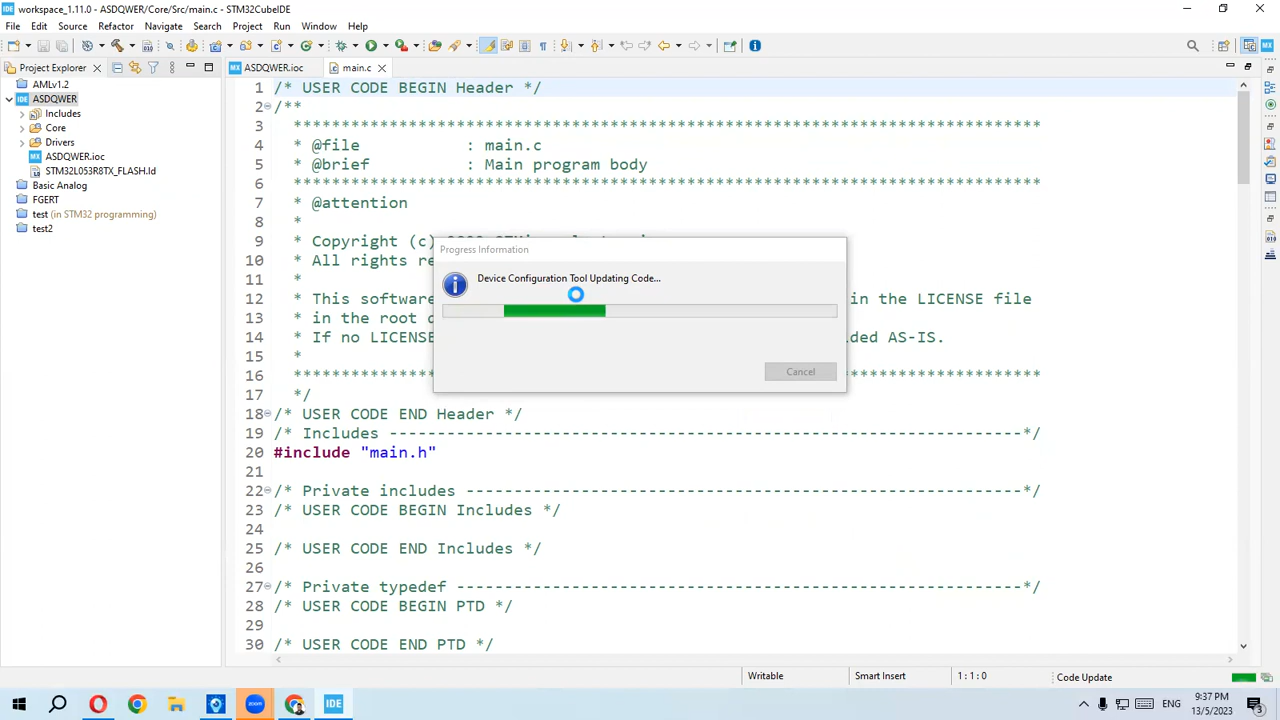 workspace_1.11.0 - ASDQWER/Core/Src/main.c - STM32CubeIDE
File Edit Source Refactor Navigate Search Project Run Window Help
Project Explorer
ASDQWER.ioc
main.c
AMLv1.2
ASDQWER
Includes
Core
Drivers
ASDQWER.ioc
STM32L053R8TX_FLASH.ld
Basic Analog
FGERT
test (in STM32 programming)
test2
1 /* USER CODE BEGIN Header */
2 /**
3 ******************************************************************************
4 * @file : main.c
5 * @brief : Main program body
6 ******************************************************************************
7 * @attention
8 *
9 * Copyright (c)
10 * All rights re
11 *
12 * This software in the LICENSE file
13 * in the root
14 * If no LICENSE ded AS-IS.
15 *
16 ******************************************************************************
17 */
18 /* USER CODE END Header */
19 /* Includes ------------------------------------------------------------------*/
20 #include "main.h"
21
22 /* Private includes ----------------------------------------------------------*/
23 /* USER CODE BEGIN Includes */
24
25 /* USER CODE END Includes */
26
27 /* Private typedef -----------------------------------------------------------*/
28 /* USER CODE BEGIN PTD */
29
30 /* USER CODE END PTD */
Progress Information
Device Configuration Tool Updating Code...
Cancel
Writable
Smart Insert
1 : 1 : 0
Code Update
IDE
zoom
ENG
9:37 PM
13/5/2023
3